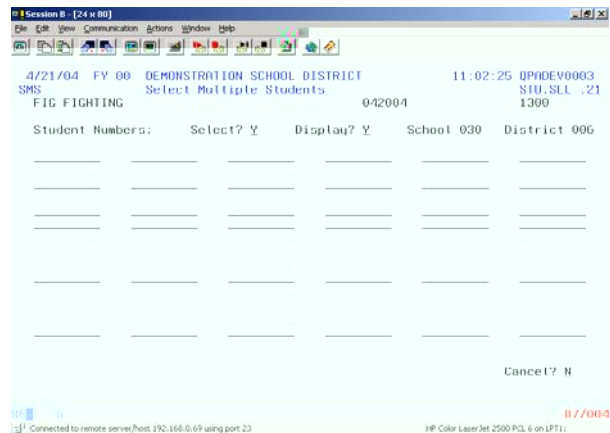 Session B - [24 x 80]
File Edit View Communication Actions Window Help
4/21/04 FY 00 DEMONSTRATION SCHOOL DISTRICT 11:02:25 QPADEV0003
SMS Select Multiple Students STU.SLL .21
FIG FIGHTING 042004 1300
Student Numbers: Select? Y Display? Y School 030 District 006
Cancel? N
07/004
Connected to remote server/host 192.168.0.69 using port 23 HP Color LaserJet 2500 PCL 6 on LPT1: